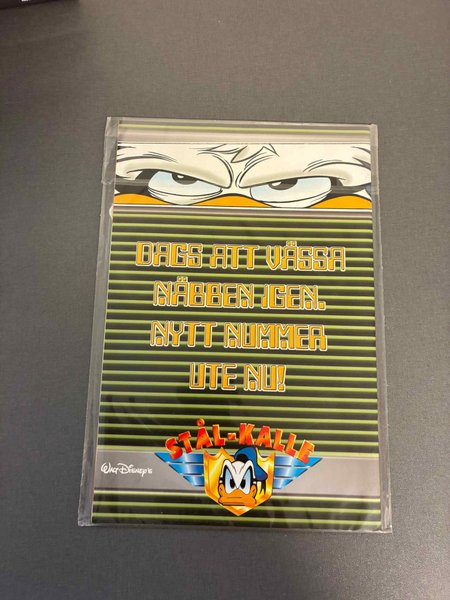 DAGS ATT VÄSSA
NÄBBEN IGEN.
NYTT NUMMER
UTE NU!
STÅL-KALLE
WALT DISNEY'S